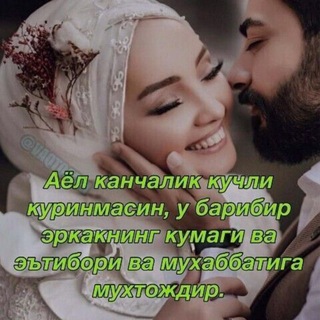 Аёл канчалик кучли
куринмасин, у барибир
эркакнинг кумаги ва
эътибори ва мухаббатига
мухтождир.